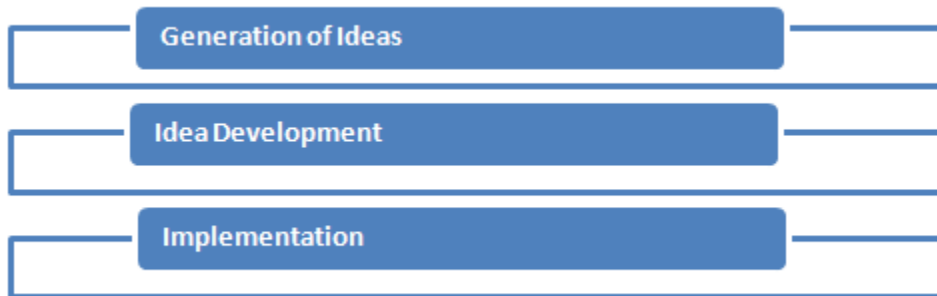 Generation of Ideas
Idea Development
Implementation